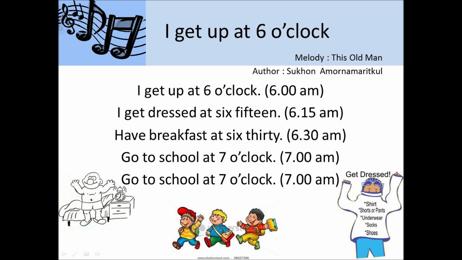 I get up at 6 o'clock
Melody : This Old Man
Author : Sukhon Amornamaritkul
I get up at 6 o'clock. (6.00 am)
I get dressed at six fifteen. (6.15 am)
Have breakfast at six thirty. (6.30 am)
Go to school at 7 o'clock. (7.00 am)
Go to school at 7 o'clock. (7.00 am)
Get Dressed!
*Shirt
*Shorts or Pants
*Underwear
*Socks
*Shoes